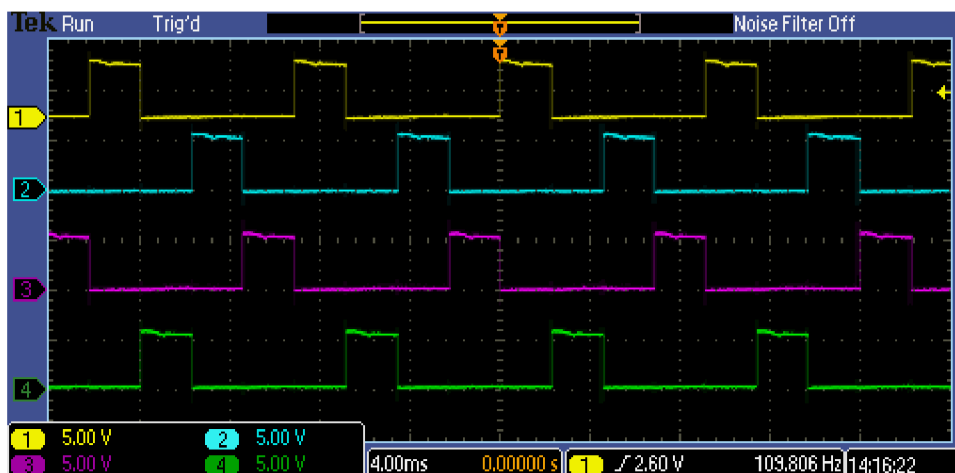 Tek Run Trig'd Noise Filter Off
T
T
1
2
3
4
1 5.00 V 2 5.00 V
3 5.00 V 4 5.00 V
4.00ms 0.00000 s 1 2.60 V 109.806 Hz 14:16:22